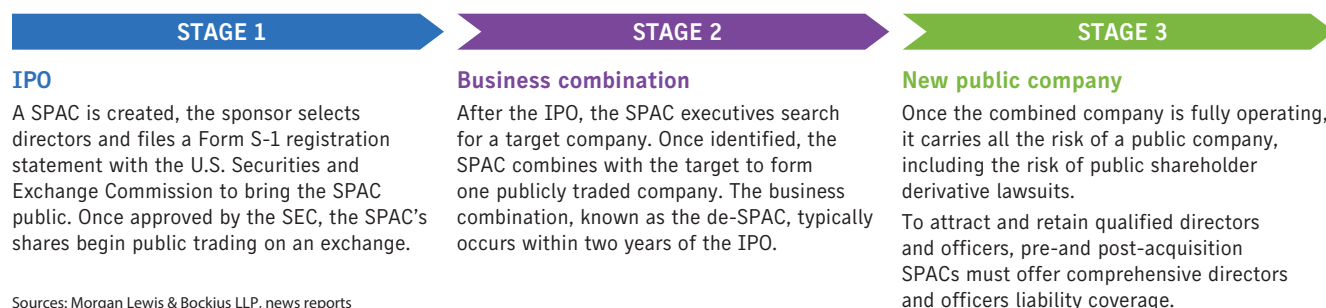 STAGE 1
IPO
A SPAC is created, the sponsor selects
directors and files a Form S-1 registration
statement with the U.S. Securities and
Exchange Commission to bring the SPAC
public. Once approved by the SEC, the SPAC's
shares begin public trading on an exchange.
STAGE 2
Business combination
After the IPO, the SPAC executives search
for a target company. Once identified, the
SPAC combines with the target to form
one publicly traded company. The business
combination, known as the de-SPAC, typically
occurs within two years of the IPO.
STAGE 3
New public company
Once the combined company is fully operating,
it carries all the risk of a public company,
including the risk of public shareholder
derivative lawsuits.
To attract and retain qualified directors
and officers, pre-and post-acquisition
SPACs must offer comprehensive directors
and officers liability coverage.
Sources: Morgan Lewis & Bockius LLP, news reports